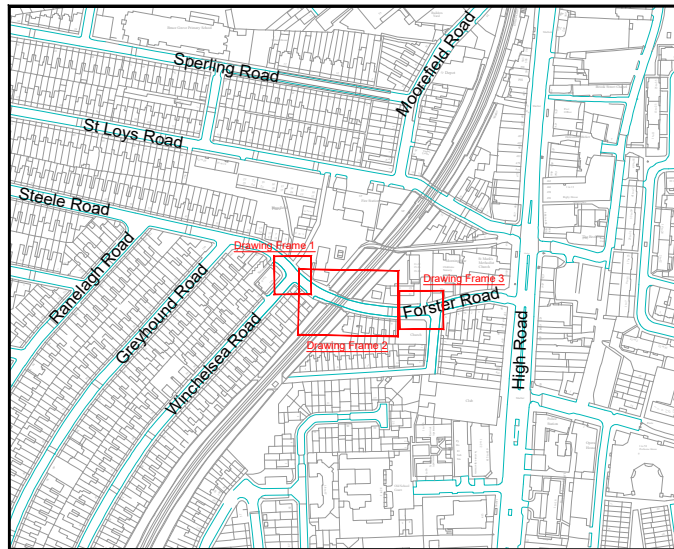 Sperling Road
Moorefield Road
St Loys Road
Steele Road
Drawing Frame 1
Ranelagh Road
Greyhound Road
Drawing Frame 3
Forster Road
Winchelsea Road
Drawing Frame 2
High Road
Club